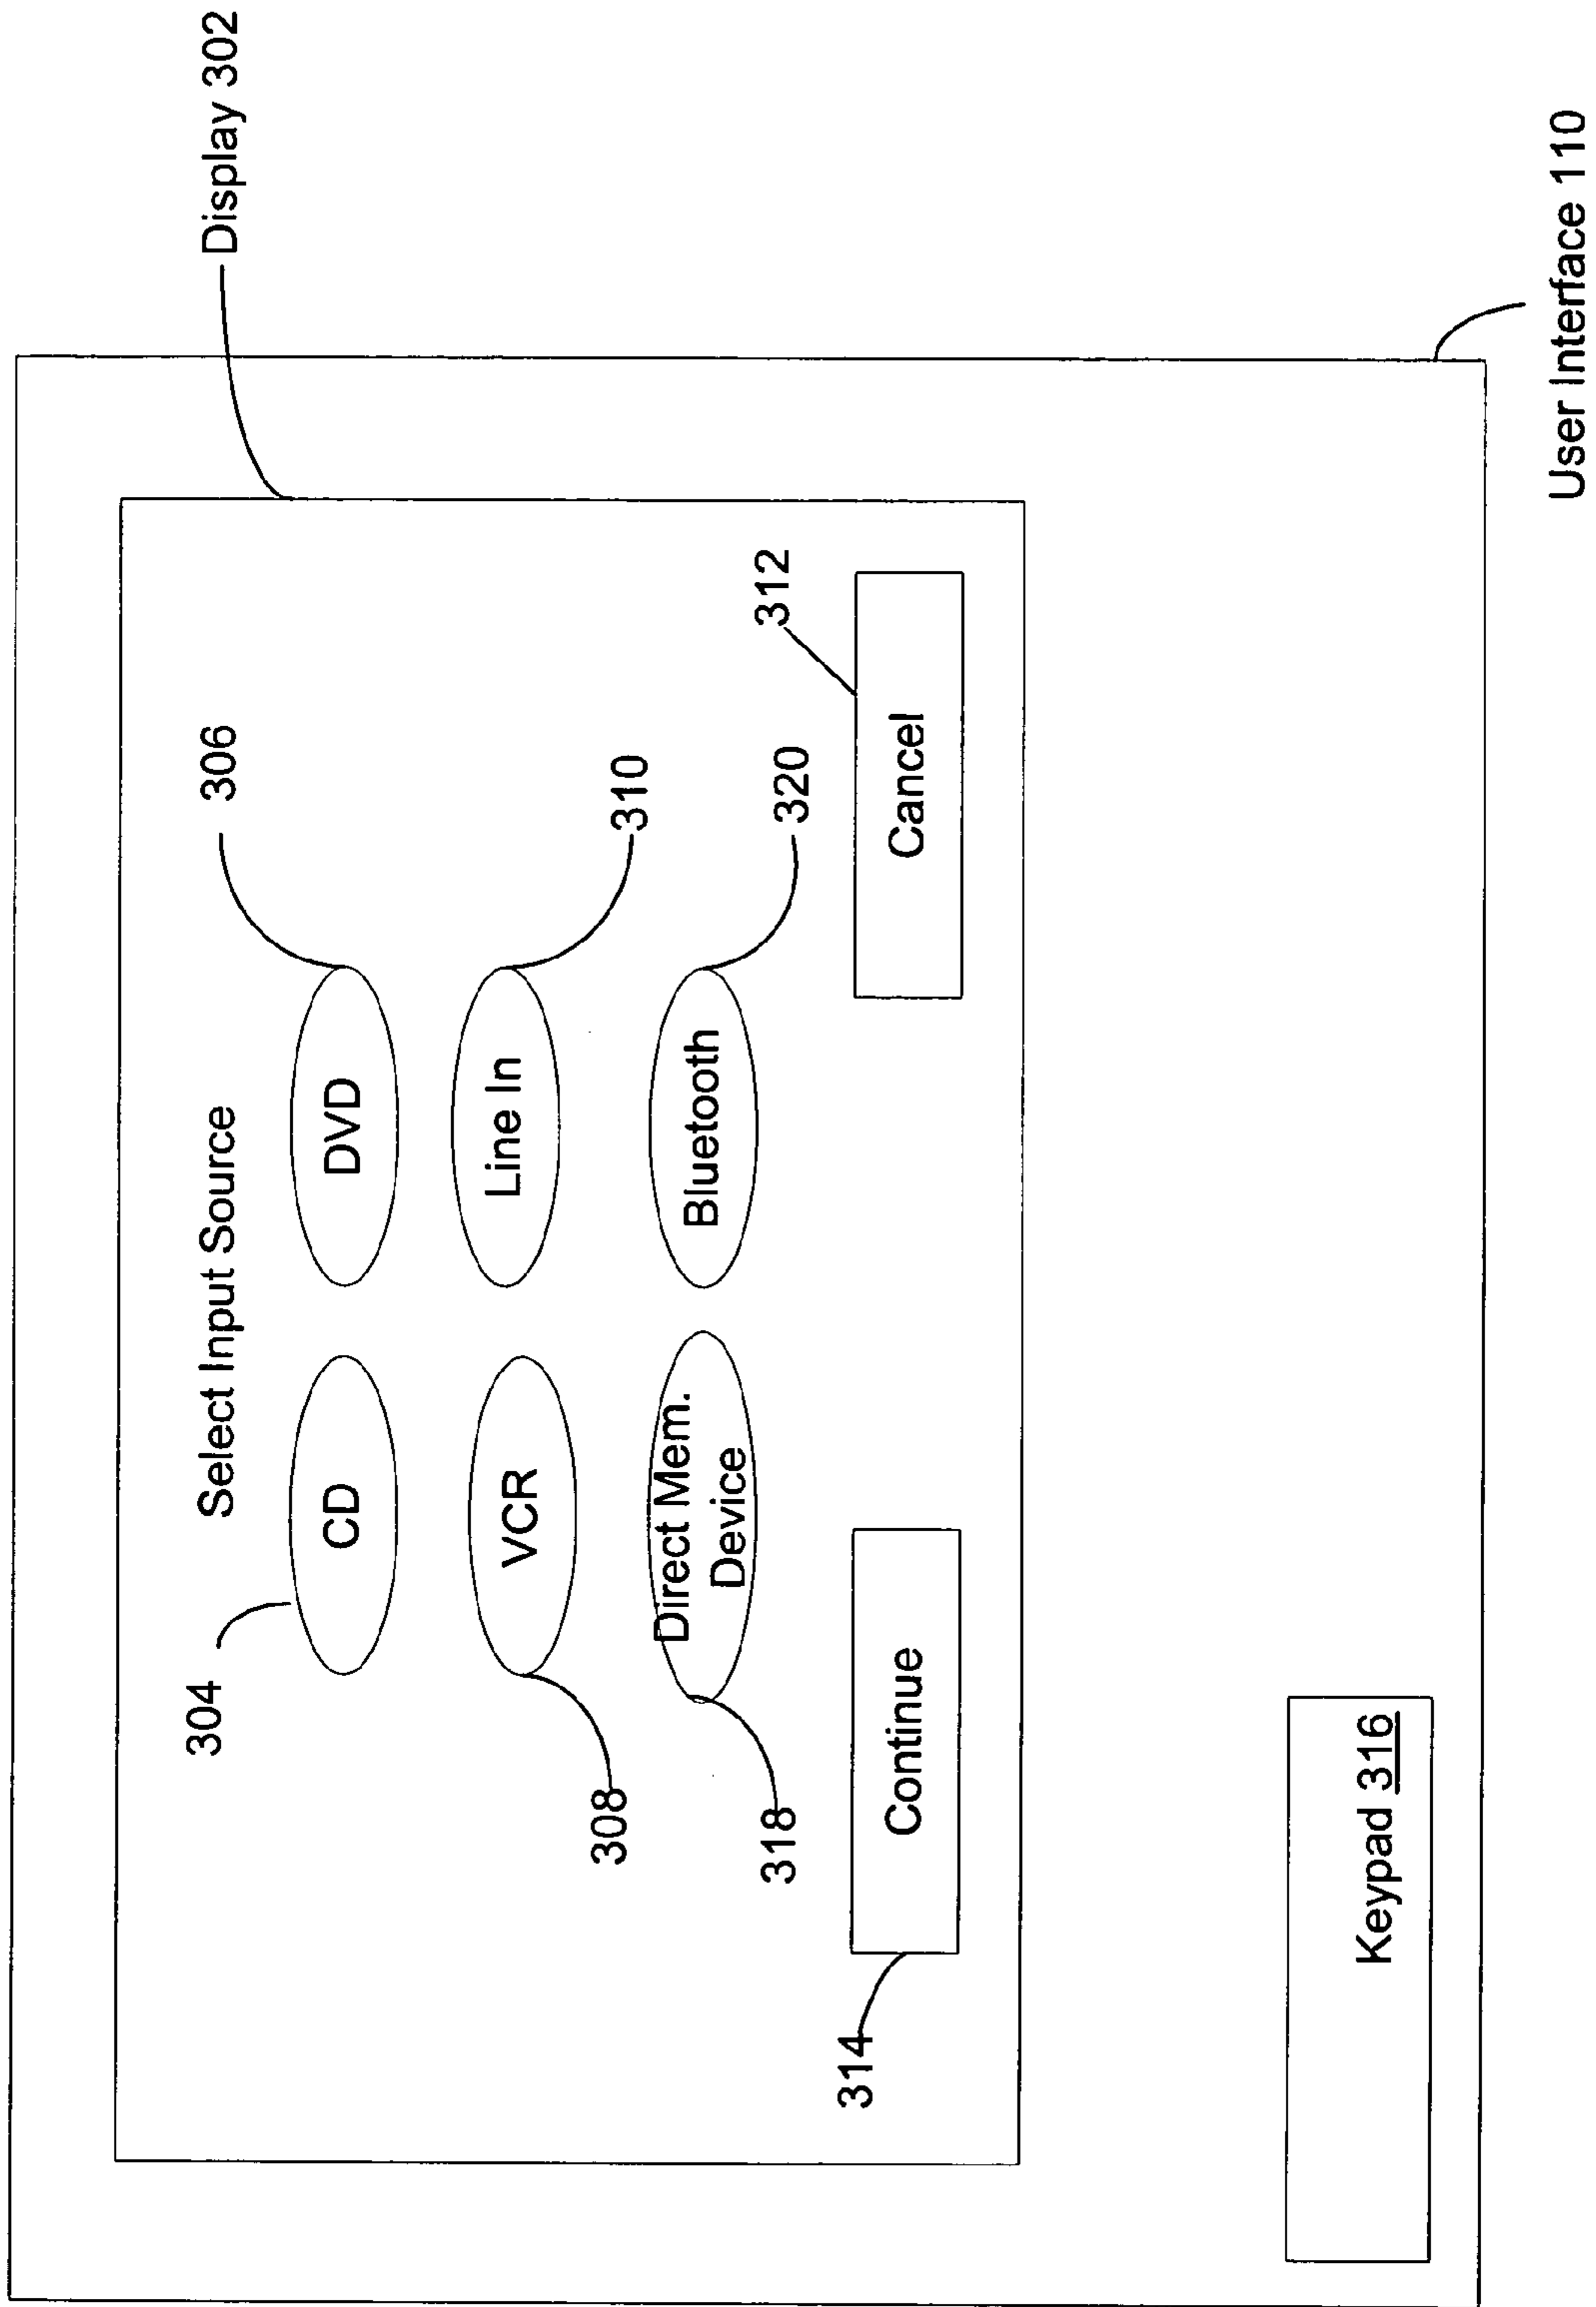 Display 302
Select Input Source
304
306
CD
DVD
VCR
Line In
308
310
Direct Mem.
Device
Bluetooth
318
320
312
314
Continue
Cancel
Keypad 316
User Interface 110